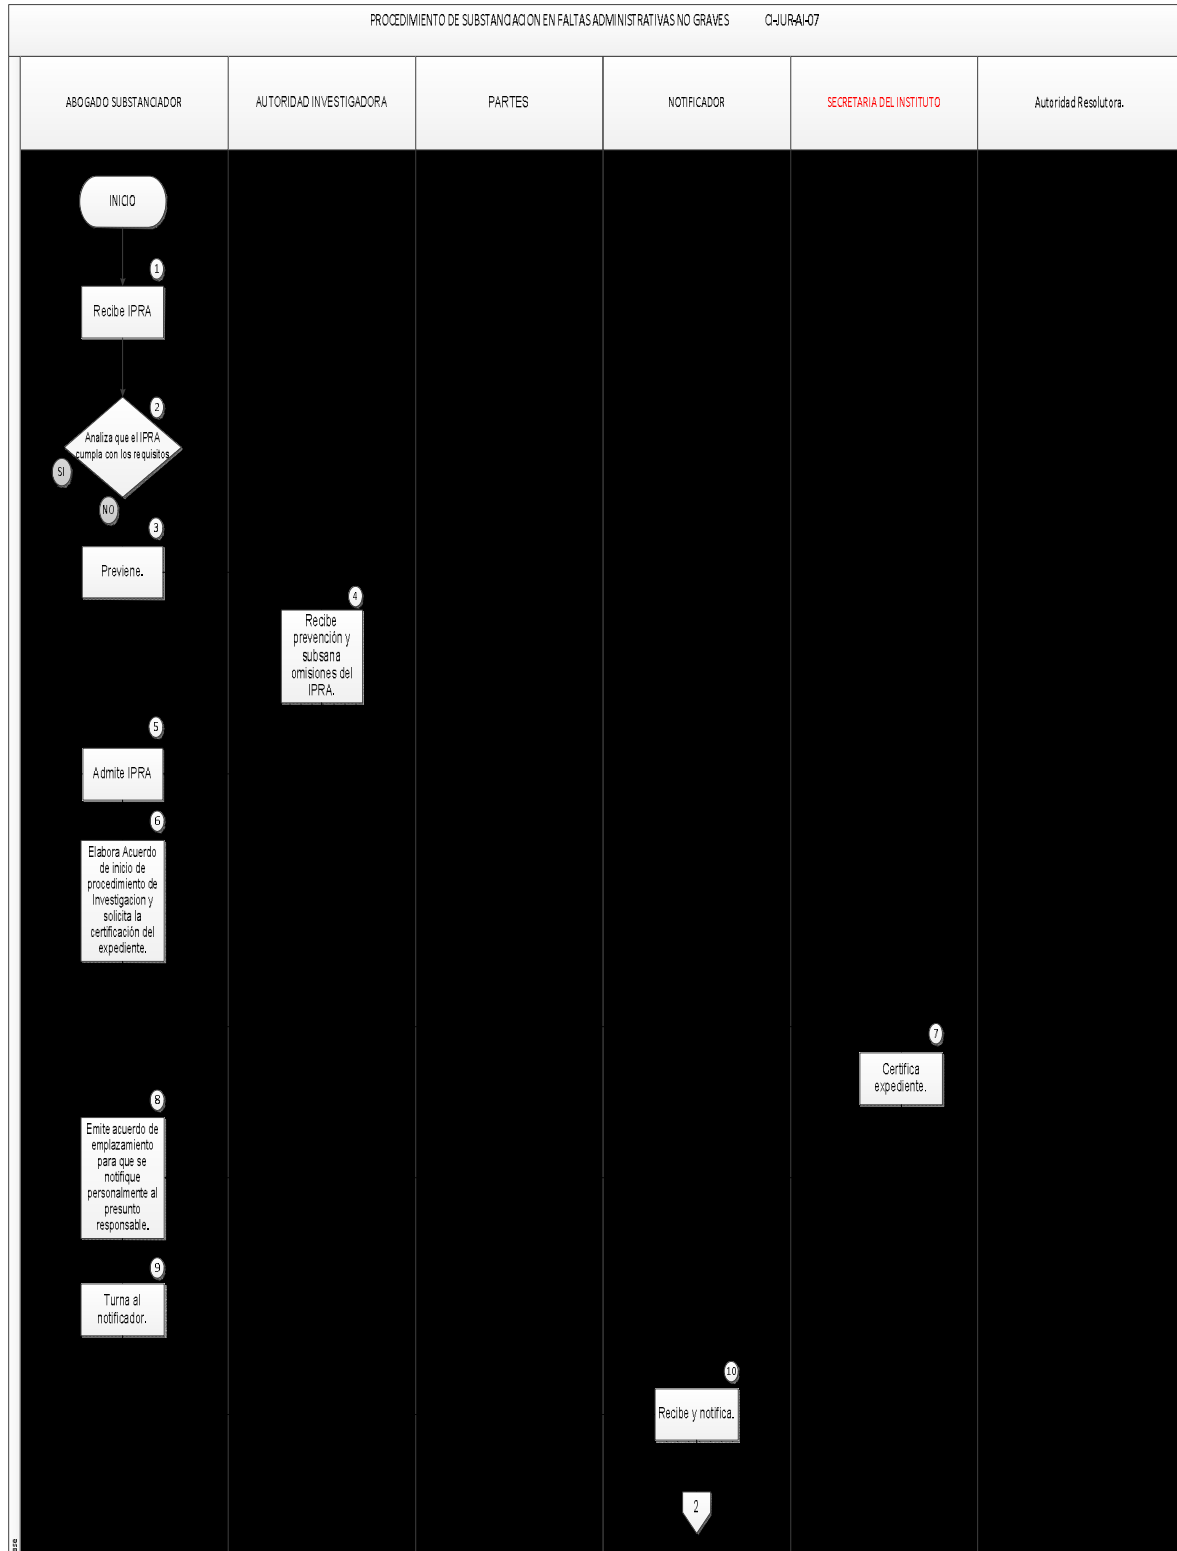 PROCEDIMIENTO DE SUBSTANCIACION EN FALTAS ADMINISTRATIVAS NO GRAVES CI-JUR-AI-07
ABOGADO SUBSTANCIADOR
AUTORIDAD INVESTIGADORA
PARTES
NOTIFICADOR
SECRETARIA DEL INSTITUTO
Autoridad Resolutora.
INICIO
1
Recibe IPRA
2
Analiza que el IPRA
cumpla con los requisitos
SI
NO
3
Previene.
4
Recibe
prevención y
subsana
omisiones del
IPRA.
5
Admite IPRA
6
Elabora Acuerdo
de inicio de
procedimiento de
Investigacion y
solicita la
certificación del
expediente.
7
Certifica
expediente.
8
Emite acuerdo de
emplazamiento
para que se
notifique
personalmente al
presunto
responsable.
9
Turna al
notificador.
10
Recibe y notifica.
2